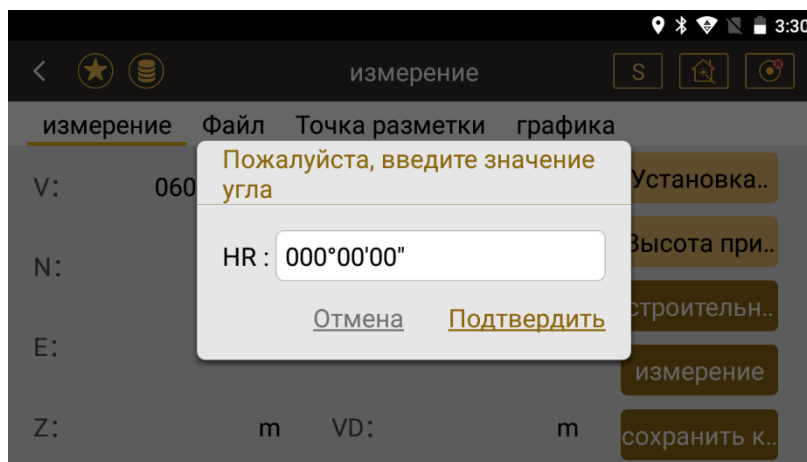 3:30
измерение
S
измерение Файл Точка разметки графика
Пожалуйста, введите значение
угла
V: 060
Установка..
HR : 000°00'00"
Высота при..
N:
Отмена Подтвердить
строительн..
E:
измерение
Z: m VD: m
сохранить к..